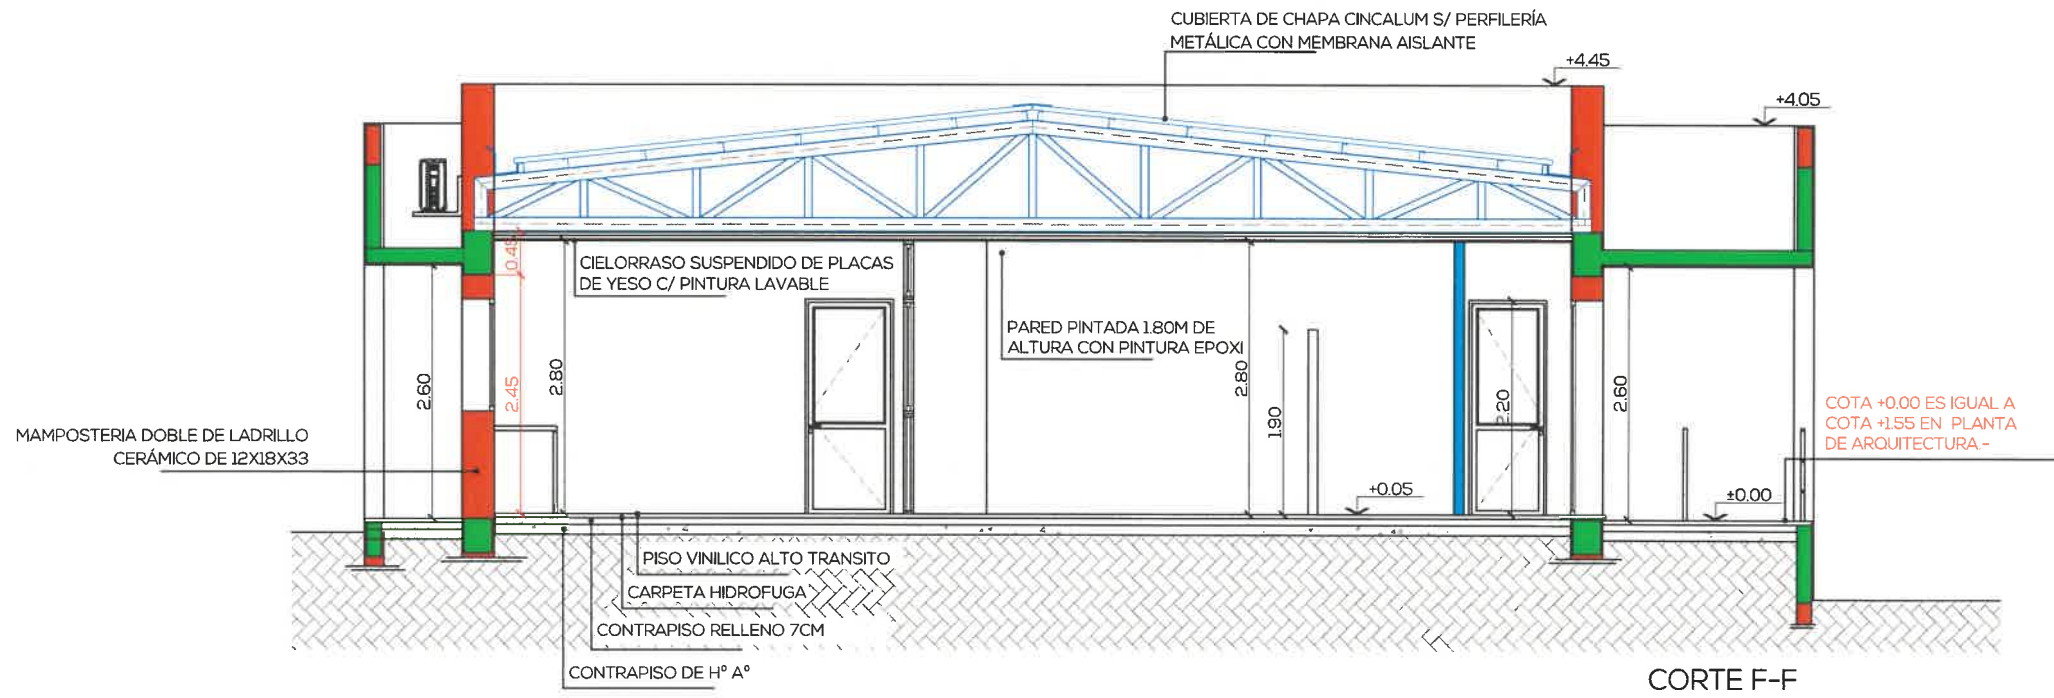 CUBIERTA DE CHAPA CINCALUM S/ PERFILERÍA
METÁLICA CON MEMBRANA AISLANTE
+4.45
+4.05
0.45
CIELORRASO SUSPENDIDO DE PLACAS
DE YESO C/ PINTURA LAVABLE
PARED PINTADA 1.80M DE
ALTURA CON PINTURA EPOXI
2.60
2.45
2.80
1.90
2.80
2.20
2.60
MAMPOSTERIA DOBLE DE LADRILLO
CERÁMICO DE 12X18X33
COTA +0.00 ES IGUAL A
COTA +1.55 EN PLANTA
DE ARQUITECTURA.-
+0.05
±0.00
PISO VINILICO ALTO TRANSITO
CARPETA HIDROFUGA
CONTRAPISO RELLENO 7CM
CONTRAPISO DE Hº Aº
CORTE F-F